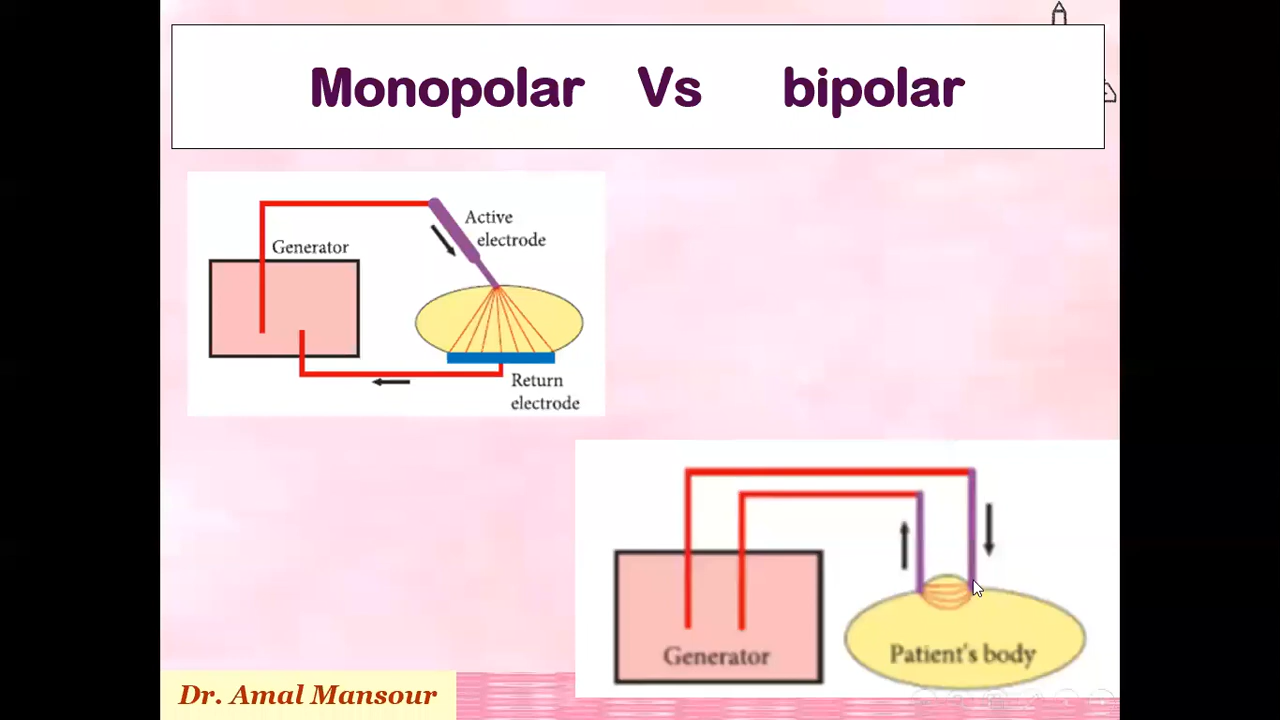 Monopolar Vs bipolar
Active
electrode
Generator
Return
electrode
Generator
Patient's body
Dr. Amal Mansour